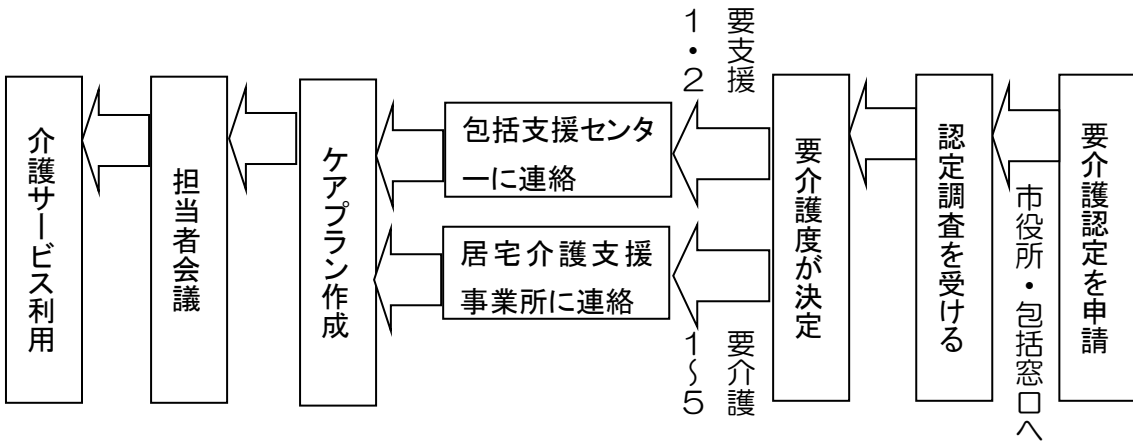 要介護認定を申請
市役所・包括窓口へ
認定調査を受ける
要介護度が決定
要支援
１・２
包括支援センタ
ーに連絡
要介護
１～５
居宅介護支援
事業所に連絡
ケアプラン作成
担当者会議
介護サービス利用